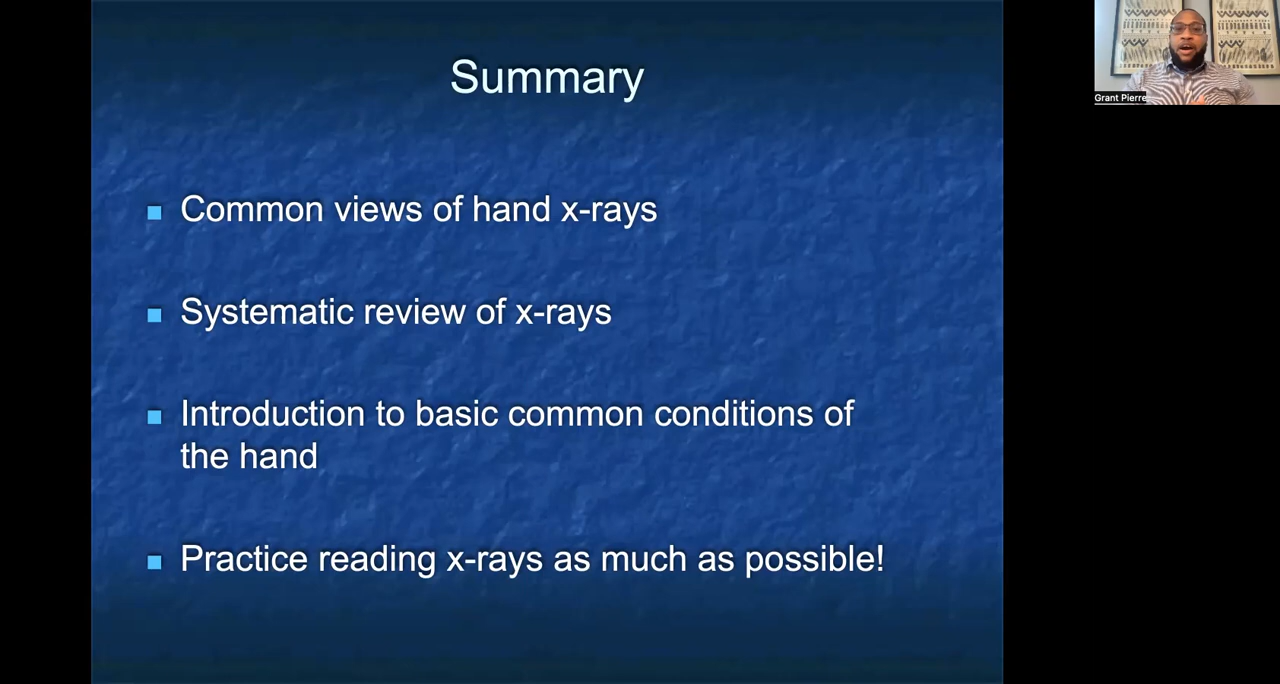 Summary
Common views of hand x-rays
Systematic review of x-rays
Introduction to basic common conditions of
the hand
Practice reading x-rays as much as possible!
Grant Pierre